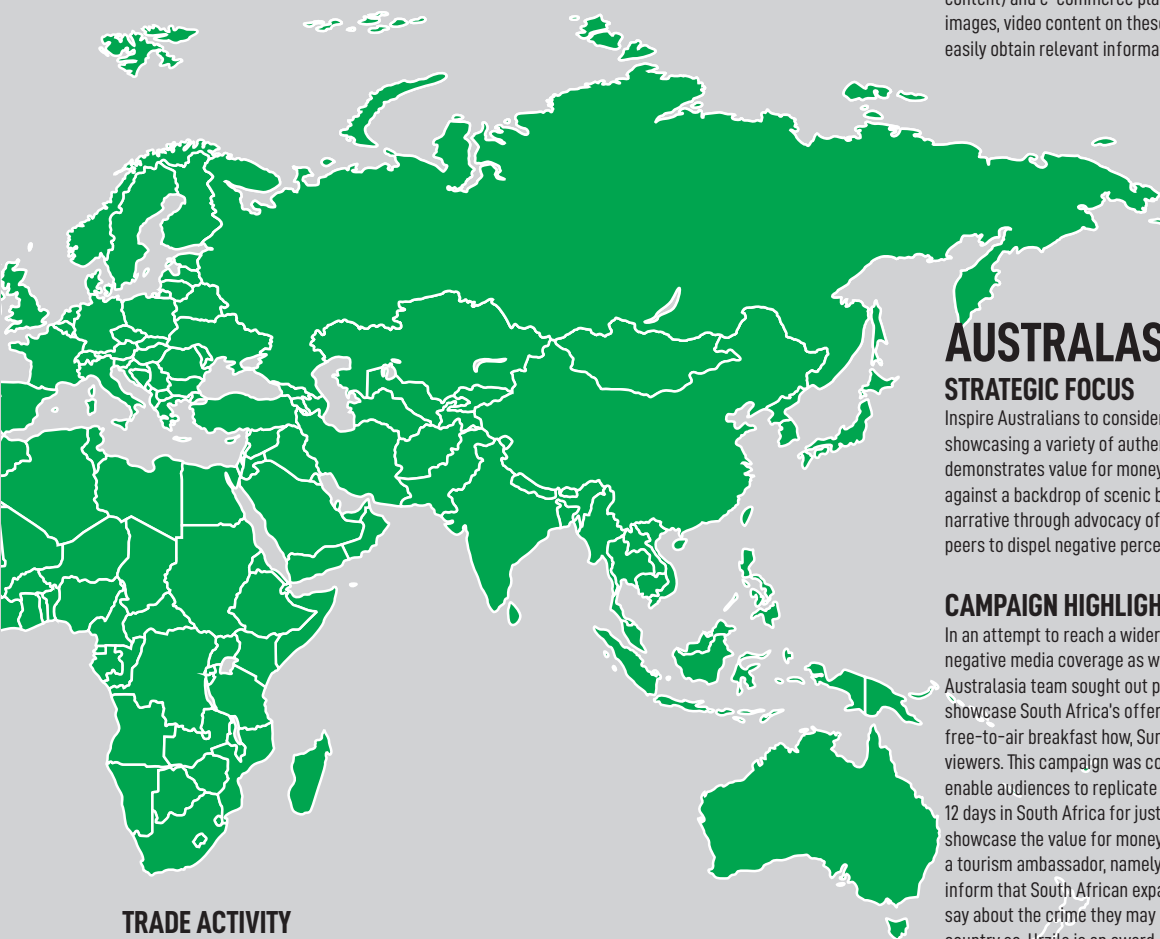 images, video content on these
easily obtain relevant informa
AUSTRALAS
STRATEGIC FOCUS
Inspire Australians to consider
showcasing a variety of authe
demonstrates value for money
against a backdrop of scenic b
narrative through advocacy of
peers to dispel negative perce
CAMPAIGN HIGHLIGH
In an attempt to reach a wider
negative media coverage as w
Australasia team sought out p
showcase South Africa's offer
free-to-air breakfast how, Sun
viewers. This campaign was co
enable audiences to replicate
12 days in South Africa for just
showcase the value for money
a tourism ambassador, namely
inform that South African expa
say about the crime they may
TRADE ACTIVITY